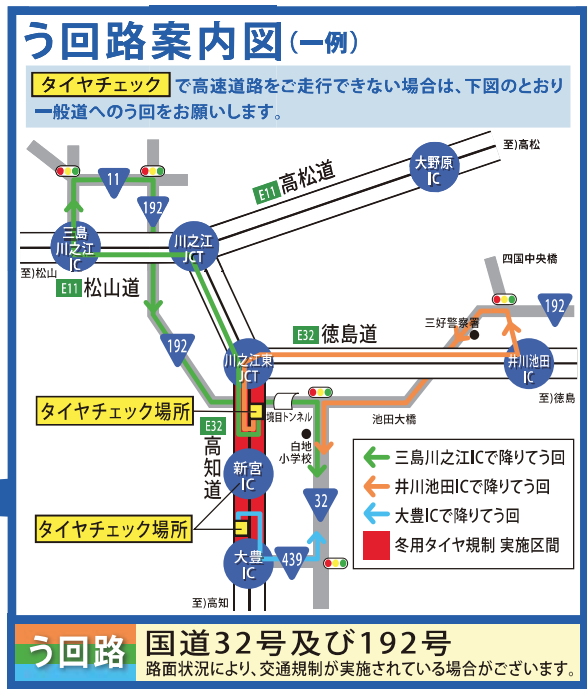 う回路案内図(一例)
タイヤチェック で高速道路をご走行できない場合は、下図のとおり
一般道へのう回をお願いします。
至)高松
大野原
IC
E11 高松道
11
192
三島
川之江
IC
川之江
JCT
至)松山
E11 松山道
四国中央橋
192
三好警察署
192
E32 徳島道
川之江東
JCT
井川池田
IC
至)徳島
タイヤチェック場所
境目トンネル
池田大橋
E32
高知道
白地
小学校
新宮
IC
32
タイヤチェック場所
大豊
IC
439
至)高知
三島川之江ICで降りてう回
井川池田ICで降りてう回
大豊ICで降りてう回
冬用タイヤ規制 実施区間
う回路
国道32号及び192号
路面状況により、交通規制が実施されている場合がございます。